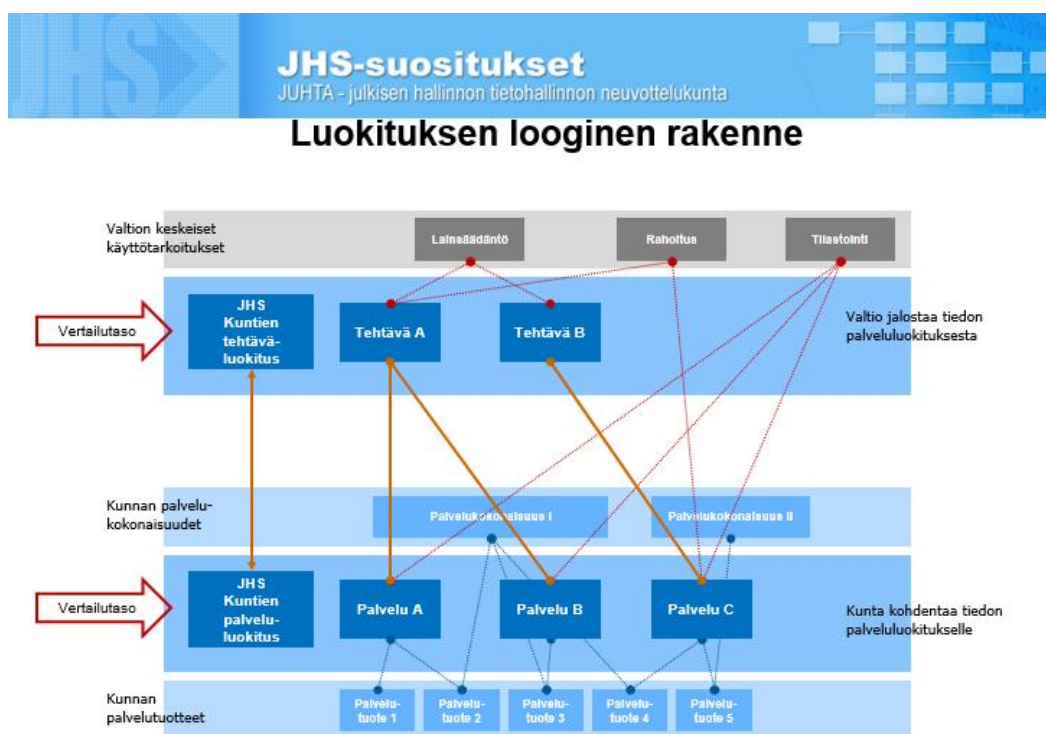 JHS
JHS-suositukset
JUHTA - julkisen hallinnon tietohallinnon neuvottelukunta
Luokituksen looginen rakenne
Valtion keskeiset
käyttötarkoitukset
Lainsäädäntö
Rahoitus
Tilastointi
Vertailutaso
JHS
Kuntien
tehtävä-
luokitus
Tehtävä A
Tehtävä B
Valtio jalostaa tiedon
palveluluokituksesta
Kunnan palvelu-
kokonaisuudet
Palvelukokonaisuus I
Palvelukokonaisuus II
Vertailutaso
JHS
Kuntien
palvelu-
luokitus
Palvelu A
Palvelu B
Palvelu C
Kunta kohdentaa tiedon
palveluluokitukselle
Kunnan
palvelutuotteet
Palvelu-
tuote 1
Palvelu-
tuote 2
Palvelu-
tuote 3
Palvelu-
tuote 4
Palvelu-
tuote 5